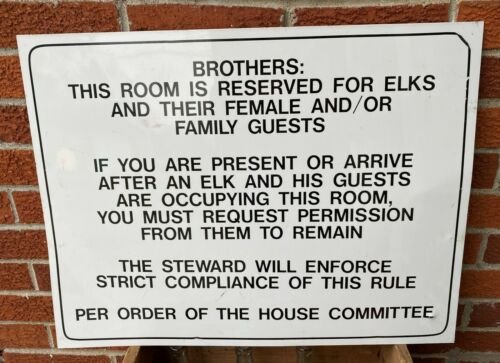 BROTHERS:
THIS ROOM IS RESERVED FOR ELKS
AND THEIR FEMALE AND/OR
FAMILY GUESTS
IF YOU ARE PRESENT OR ARRIVE
AFTER AN ELK AND HIS GUESTS
ARE OCCUPYING THIS ROOM,
YOU MUST REQUEST PERMISSION
FROM THEM TO REMAIN
THE STEWARD WILL ENFORCE
STRICT COMPLIANCE OF THIS RULE
PER ORDER OF THE HOUSE COMMITTEE